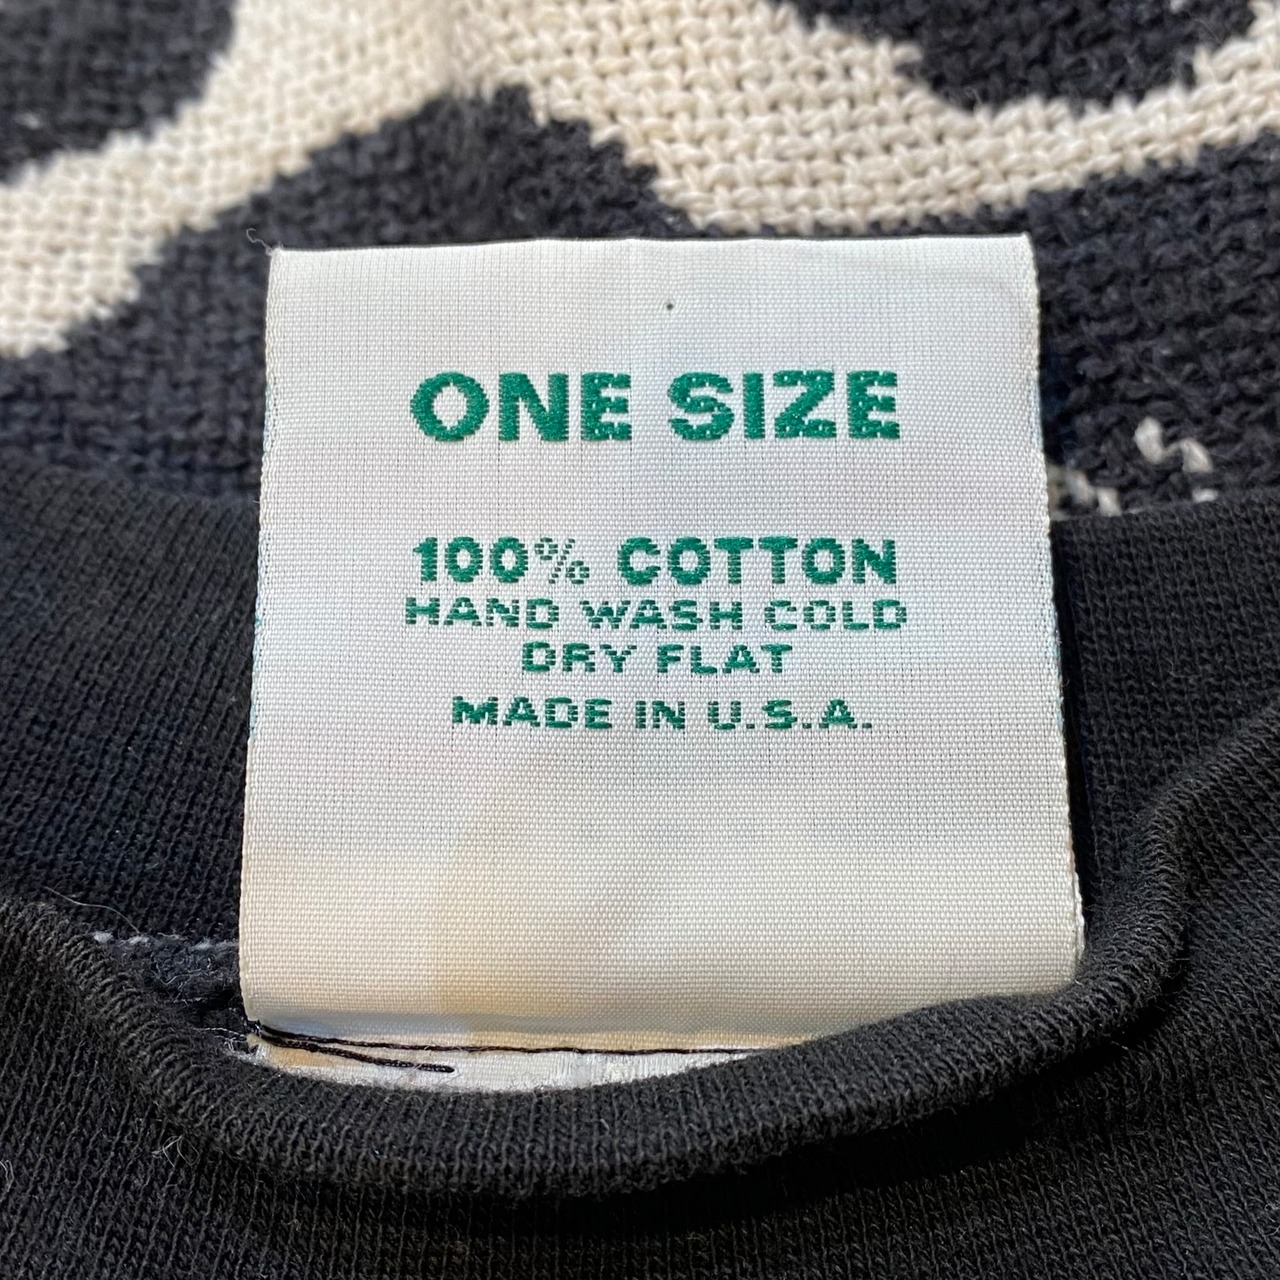 ONE SIZE
100% COTTON
HAND WASH COLD
DRY FLAT
MADE IN U.S.A.